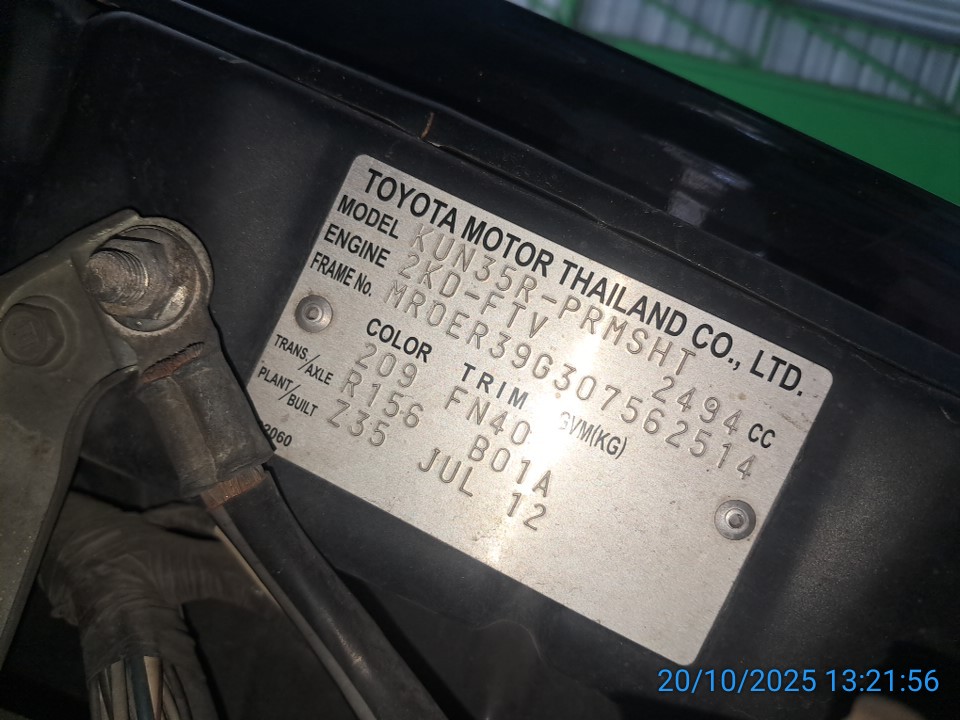 TOYOTA MOTOR THAILAND CO., LTD.
MODEL KUN35R-PRMSHT
ENGINE 2KD-FTV 2494 CC
FRAME No. MR0ER39G307562514
COLOR TRIM GVM(KG)
209 FN40
TRANS/AXLE R156 B01A
PLANT/BUILT Z35 JUL 12
2060
20/10/2025 13:21:56